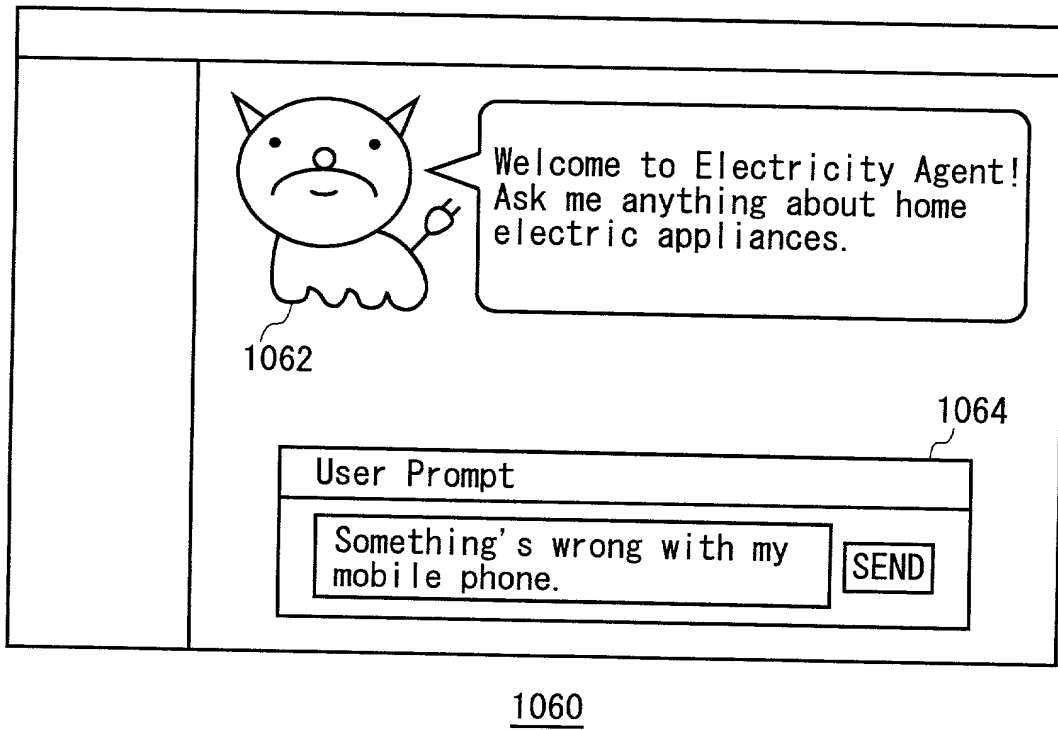 Welcome to Electricity Agent!
Ask me anything about home
electric appliances.
1062
1064
User Prompt
Something's wrong with my
mobile phone.
SEND
1060